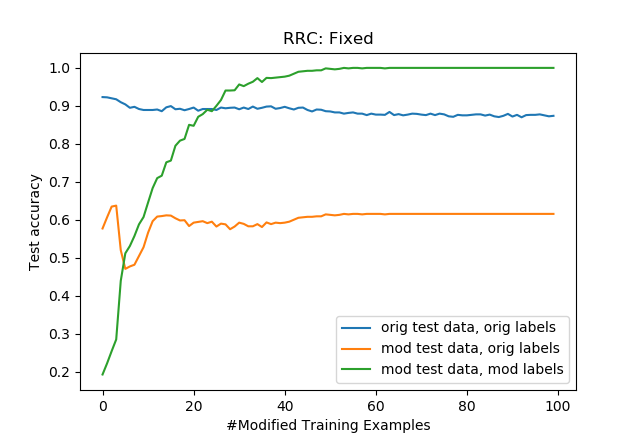 RRC: Fixed
Test accuracy
1.0
0.9
0.8
0.7
0.6
0.5
0.4
0.3
0.2
orig test data, orig labels
mod test data, orig labels
mod test data, mod labels
0 20 40 60 80 100
#Modified Training Examples